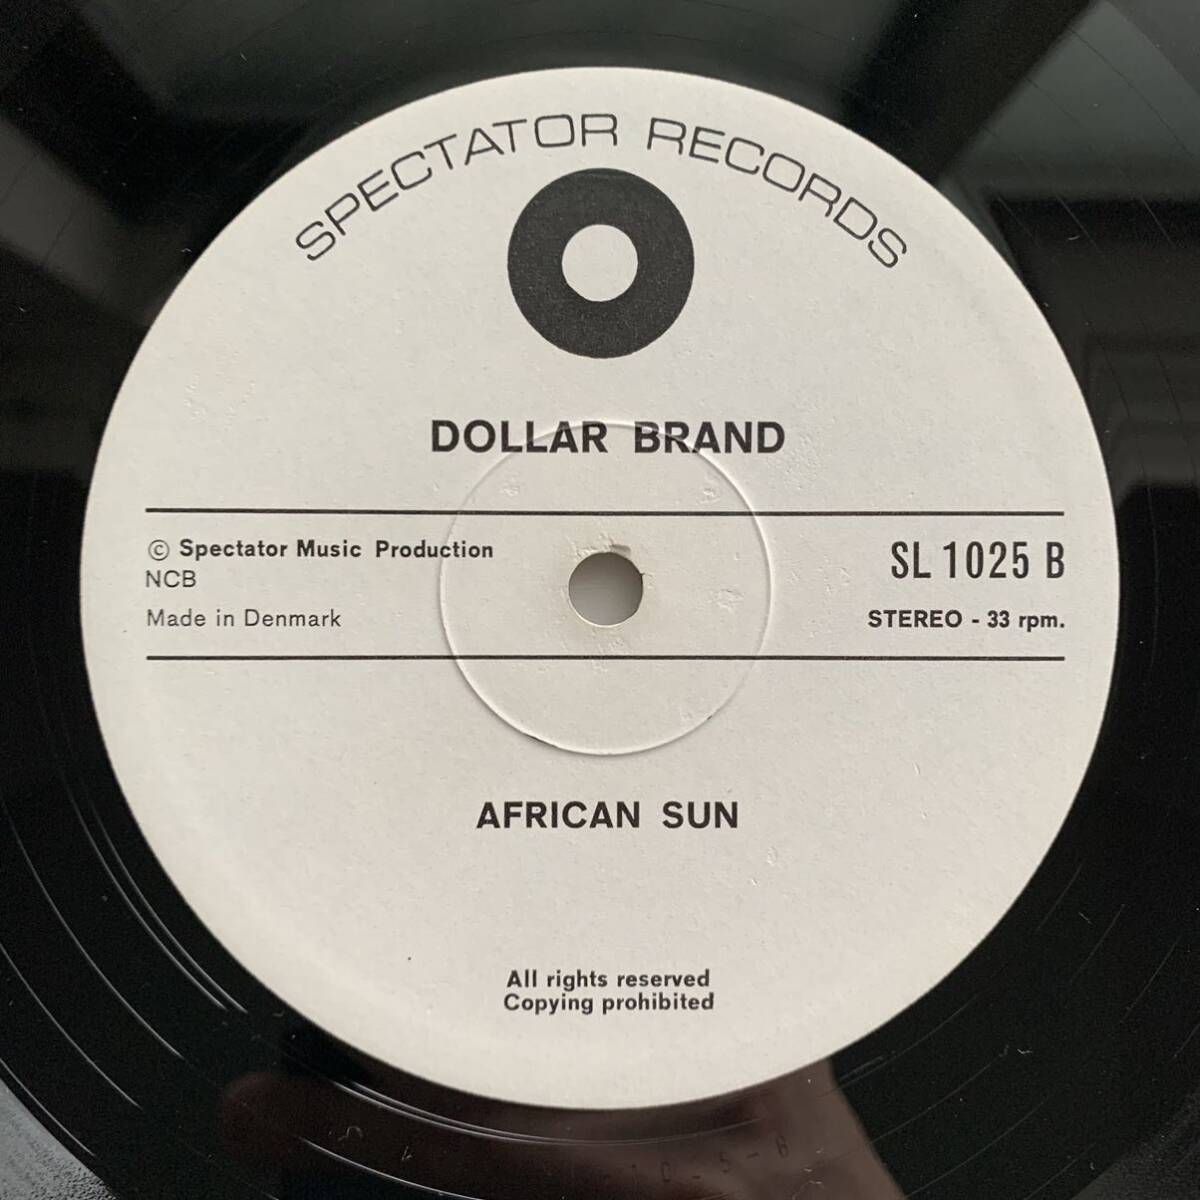 SPECTATOR RECORDS
DOLLAR BRAND
© Spectator Music Production
NCB
Made in Denmark
SL 1025 B
STEREO - 33 rpm.
AFRICAN SUN
All rights reserved
Copying prohibited